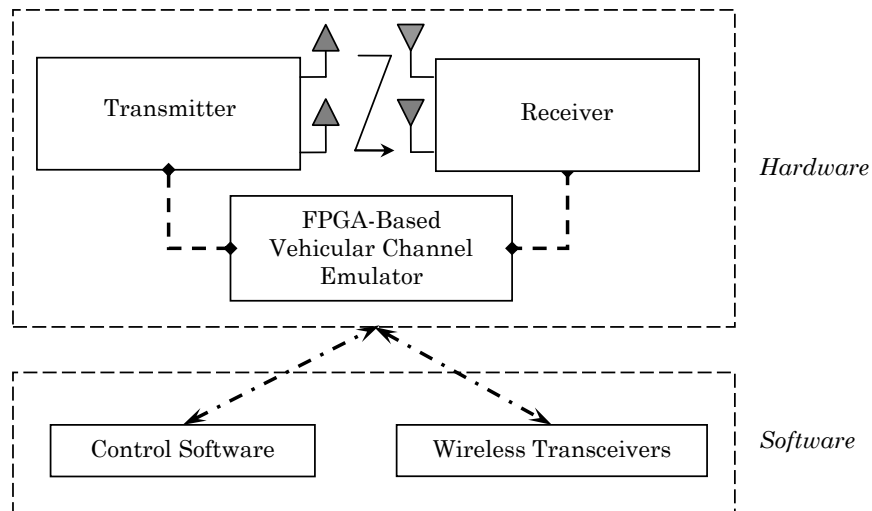 Transmitter
Receiver
Hardware
FPGA-Based
Vehicular Channel
Emulator
Control Software
Wireless Transceivers
Software